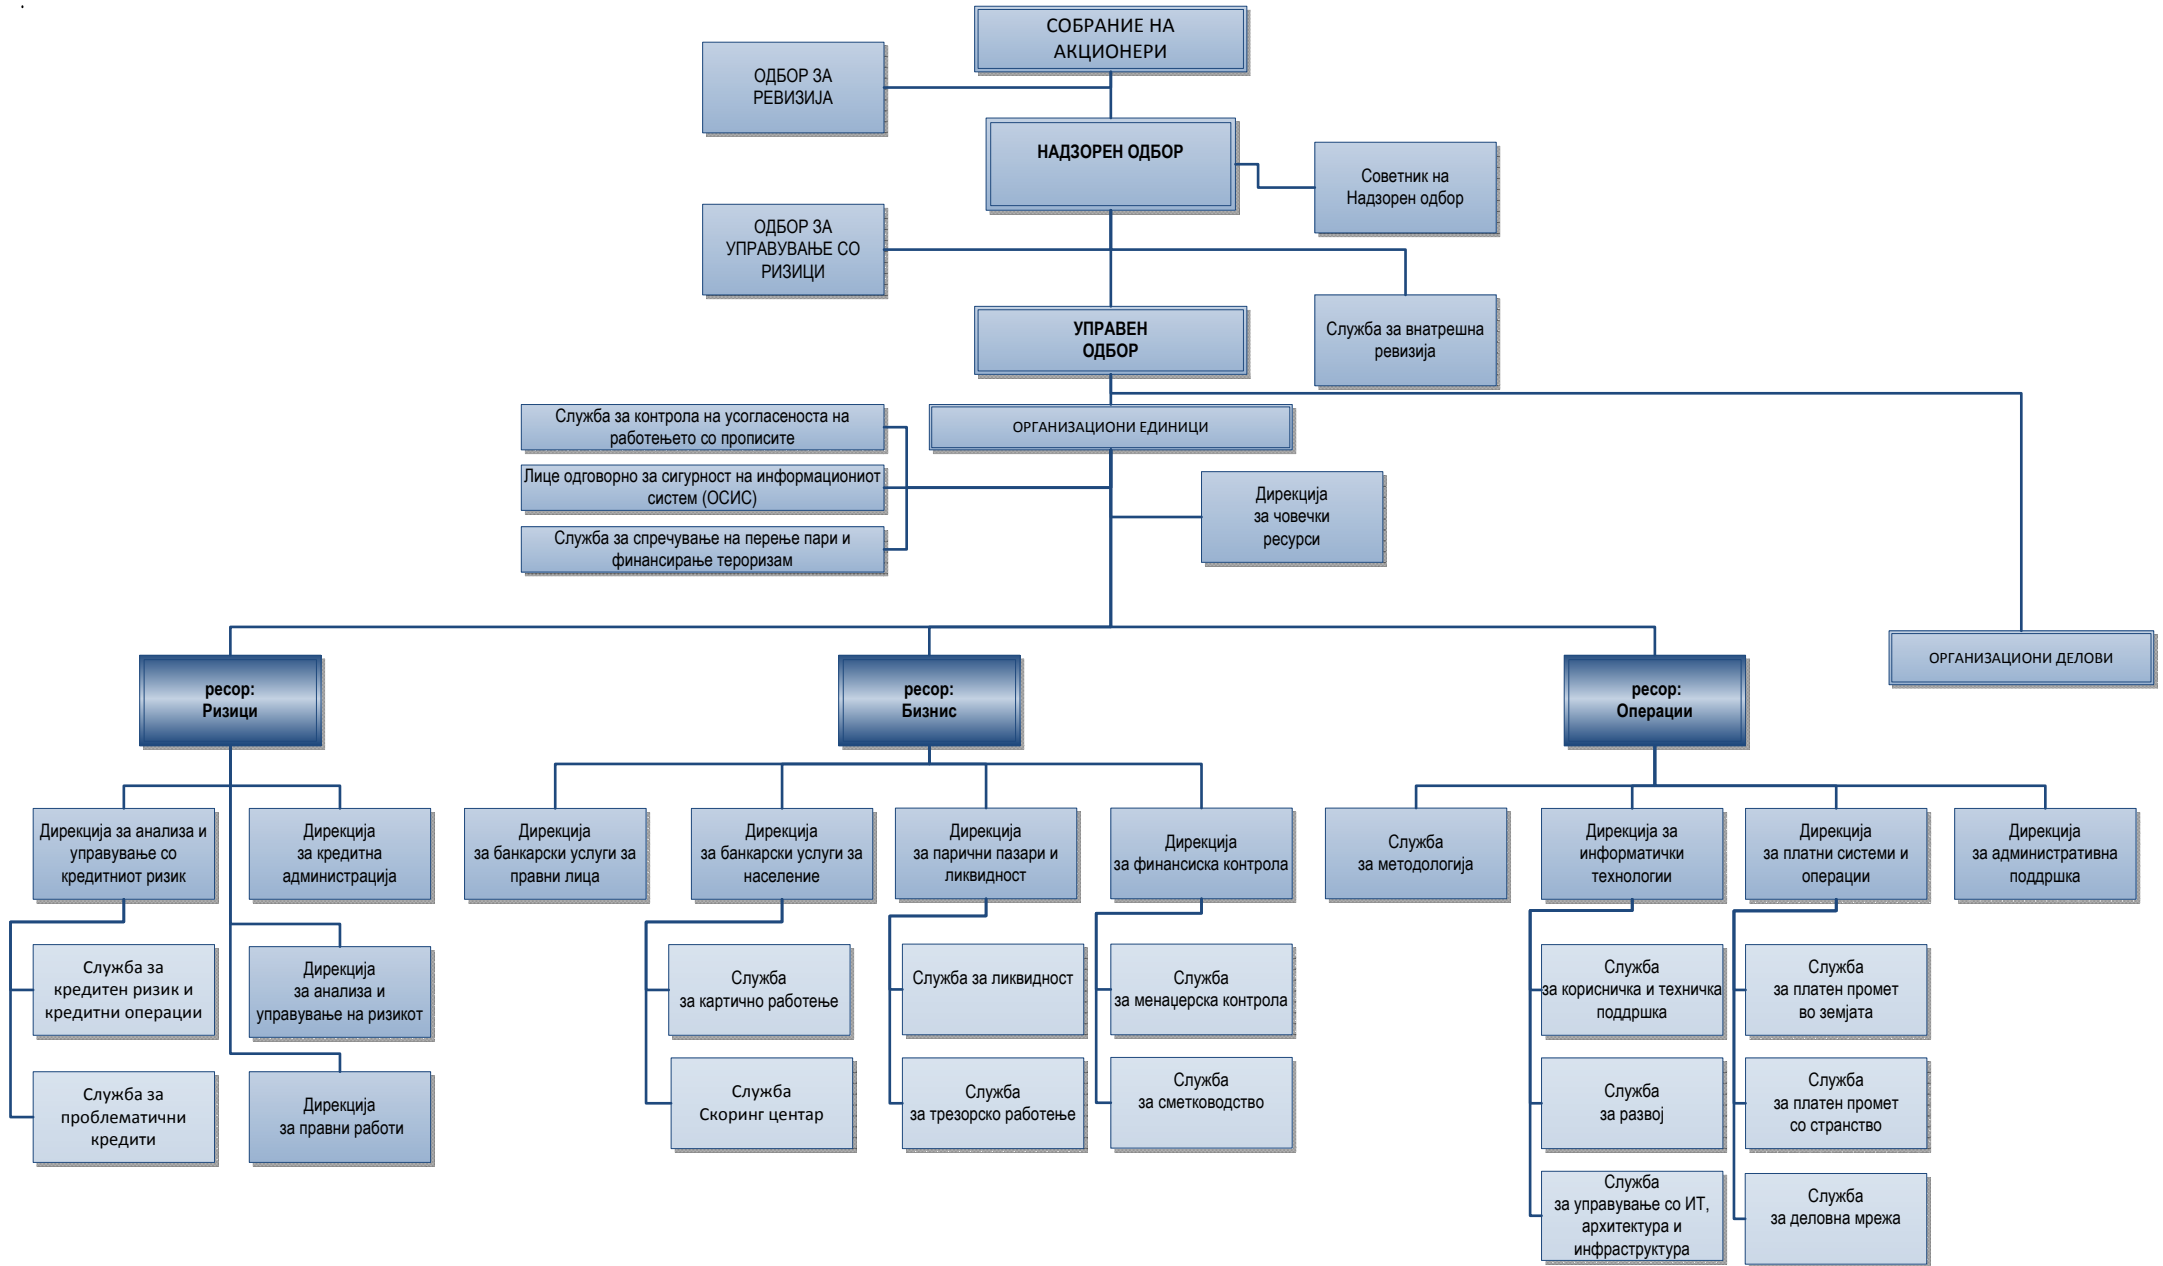 СОБРАНИЕ НА
АКЦИОНЕРИ
ОДБОР ЗА
РЕВИЗИЈА
НАДЗОРЕН ОДБОР
Советник на
Надзорен одбор
ОДБОР ЗА
УПРАВУВАЊЕ СО
РИЗИЦИ
УПРАВЕН
ОДБОР
Служба за внатрешна
ревизија
Служба за контрола на усогласеноста на
работењето со прописите
ОРГАНИЗАЦИОНИ ЕДИНИЦИ
Лице одговорно за сигурност на информациониот
систем (ОСИС)
Дирекција
за човечки
ресурси
Служба за спречување на перење пари и
финансирање тероризам
ресор:
Ризици
ресор:
Бизнис
ресор:
Операции
ОРГАНИЗАЦИОНИ ДЕЛОВИ
Дирекција за анализа и
управување со
кредитниот ризик
Дирекција
за кредитна
администрација
Дирекција
за банкарски услуги за
правни лица
Дирекција
за банкарски услуги за
население
Дирекција
за парични пазари и
ликвидност
Дирекција
за финансиска контрола
Служба
за методологија
Дирекција за
информатички
технологии
Дирекција
за платни системи и
операции
Дирекција
за административна
поддршка
Служба за
кредитен ризик и
кредитни операции
Дирекција
за анализа и
управување на ризикот
Служба
за картично работење
Служба за ликвидност
Служба
за менаџерска контрола
Служба
за корисничка и техничка
поддршка
Служба
за платен промет
во земјата
Служба за
проблематични
кредити
Дирекција
за правни работи
Служба
Скоринг центар
Служба
за трезорско работење
Служба
за сметководство
Служба
за развој
Служба
за платен промет
со странство
Служба
за управување со ИТ,
архитектура и
инфраструктура
Служба
за деловна мрежа